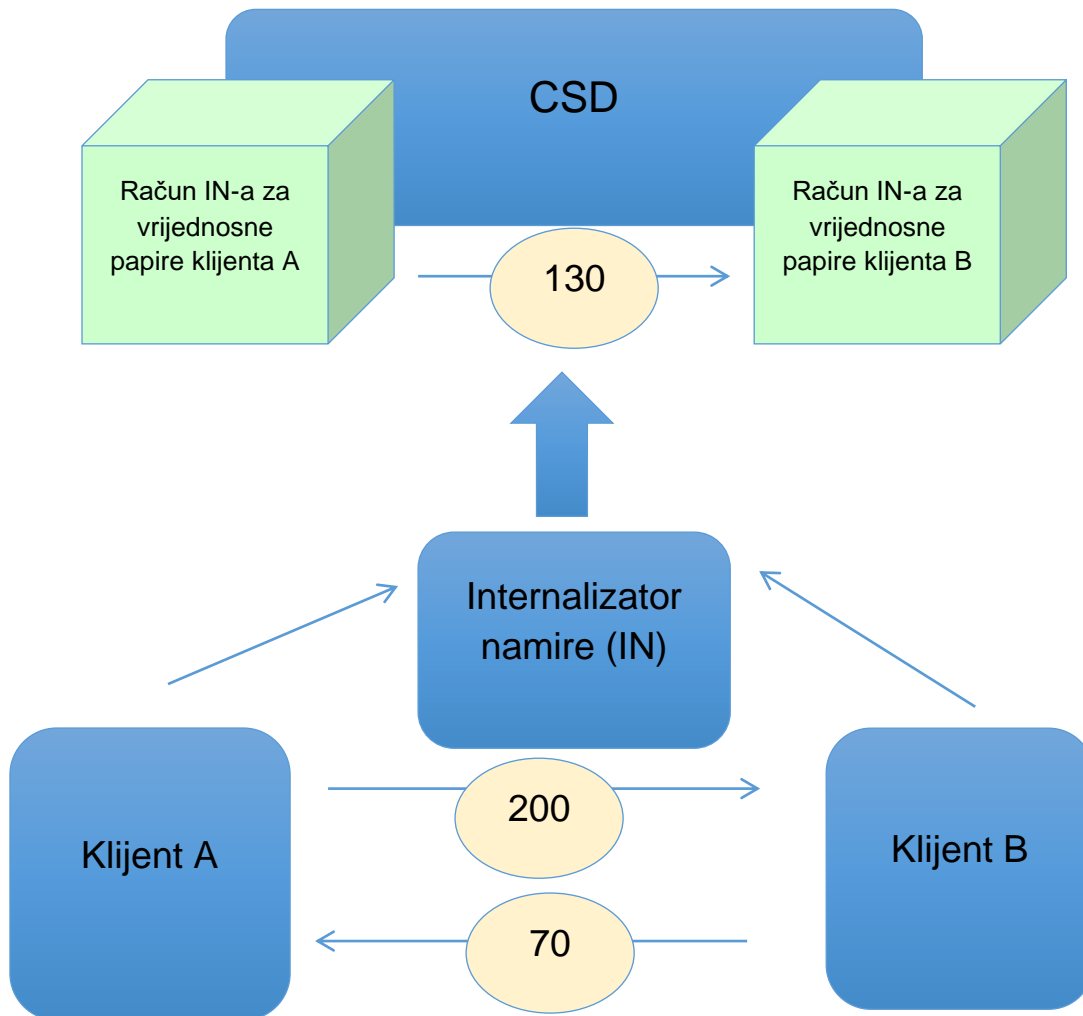 CSD
Račun IN-a za
vrijednosne
papire klijenta A
Račun IN-a za
vrijednosne
papire klijenta B
130
Internalizator
namire (IN)
200
Klijent A
Klijent B
70